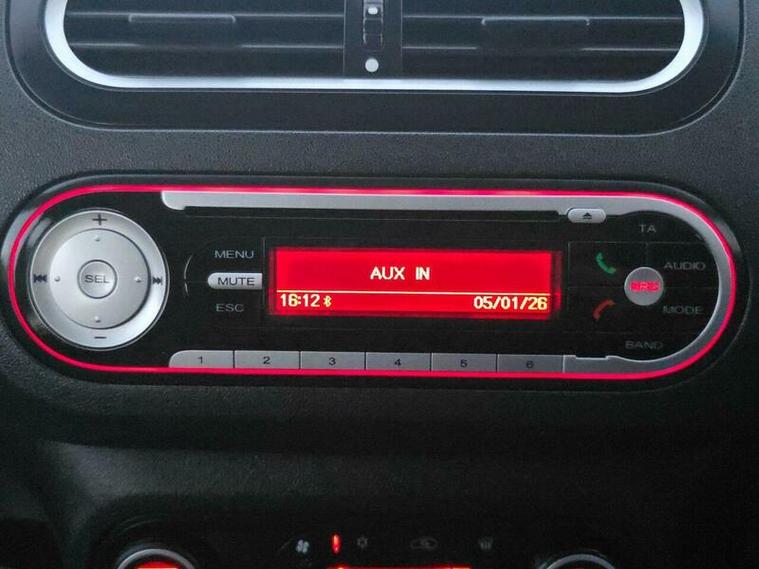 TA
MENU
AUDIO
SEL
MUTE
AUX IN
16:12
05/01/26
ESC
MODE
BAND
1 2 3 4 5 6